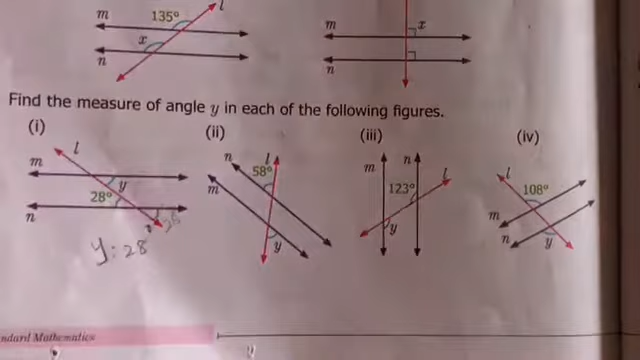 m 135° l
x
n
m x
n
Find the measure of angle y in each of the following figures.
(i) (ii) (iii) (iv)
l m y 28° n
n l 58° m y
m n l 123° y
l 108° m n y
28
y : 28
ndard Mathematics